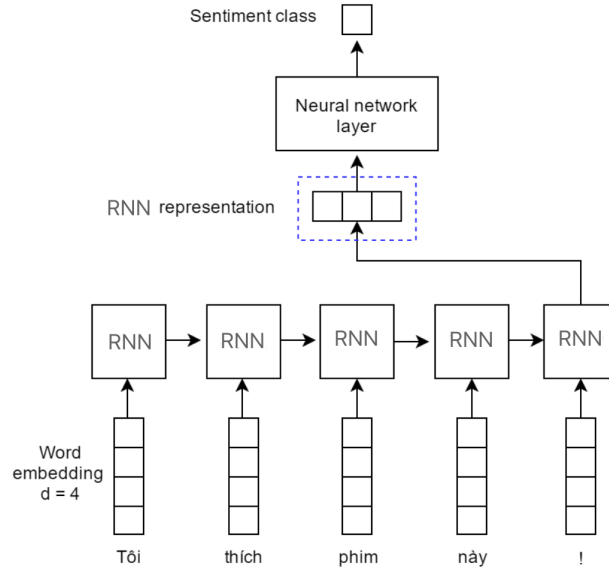 Sentiment class
Neural network
layer
RNN representation
RNN RNN RNN RNN RNN
Word
embedding
d = 4
Tôi thích phim này !